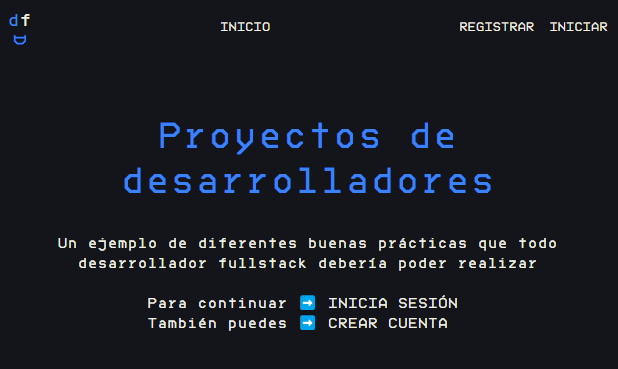 df
INICIO
REGISTRAR INICIAR
Proyectos de
desarrolladores
Un ejemplo de diferentes buenas prácticas que todo
desarrollador fullstack debería poder realizar
Para continuar ➡️ INICIA SESIÓN
También puedes ➡️ CREAR CUENTA